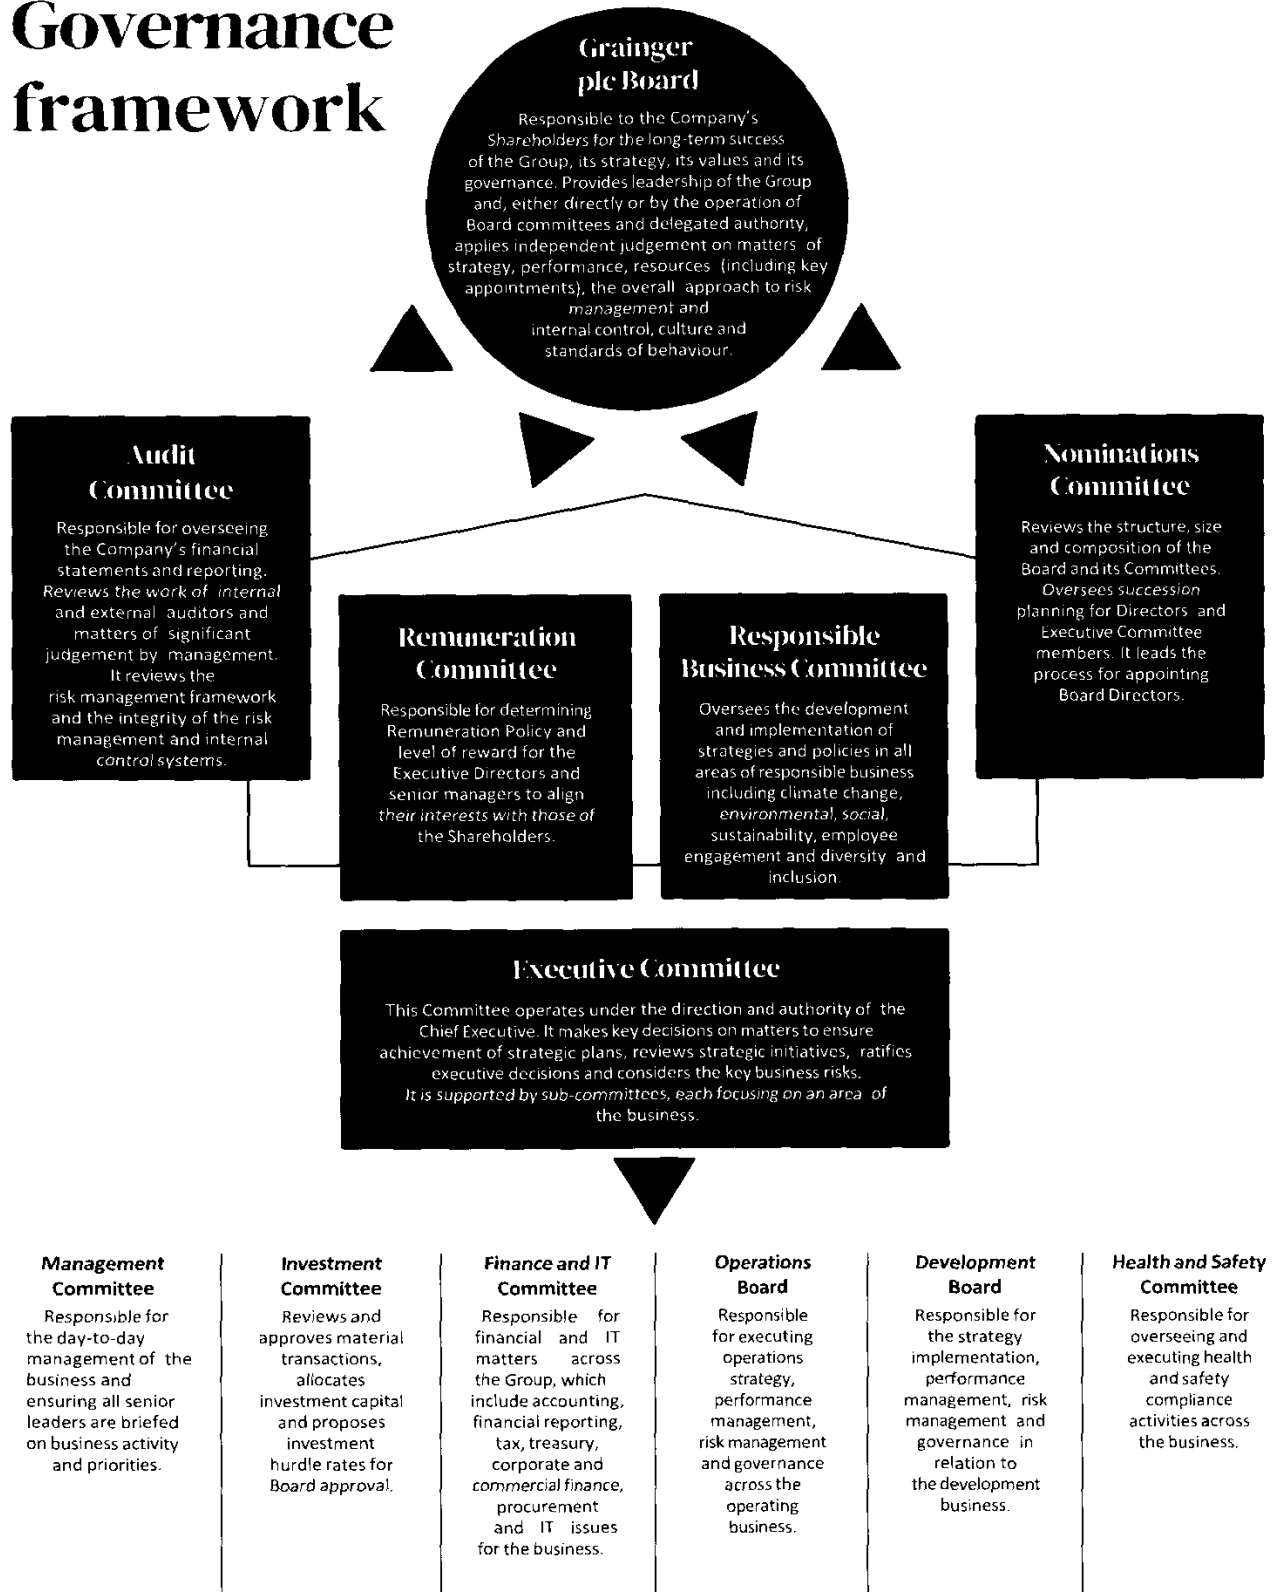 Governance
framework
Grainger
plc Board
Responsible to the Company's
Shareholders for the long-term success
of the Group, its strategy, its values and its
governance. Provides leadership of the Group
and, either directly or by the operation of
Board committees and delegated authority,
applies independent judgement on matters of
strategy, performance, resources (including key
appointments), the overall approach to risk
management and
internal control, culture and
standards of behaviour.
Audit
Committee
Responsible for overseeing
the Company's financial
statements and reporting.
Reviews the work of internal
and external auditors and
matters of significant
judgement by management.
It reviews the
risk management framework
and the integrity of the risk
management and internal
control systems.
Remuneration
Committee
Responsible for determining
Remuneration Policy and
level of reward for the
Executive Directors and
senior managers to align
their interests with those of
the Shareholders.
Responsible
Business Committee
Oversees the development
and implementation of
strategies and policies in all
areas of responsible business
including climate change,
environmental, social,
sustainability, employee
engagement and diversity and
inclusion.
Nominations
Committee
Reviews the structure, size
and composition of the
Board and its Committees.
Oversees succession
planning for Directors and
Executive Committee
members. It leads the
process for appointing
Board Directors.
Executive Committee
This Committee operates under the direction and authority of the
Chief Executive. It makes key decisions on matters to ensure
achievement of strategic plans, reviews strategic initiatives, ratifies
executive decisions and considers the key business risks.
It is supported by sub-committees, each focusing on an area of
the business.
Management
Committee
Responsible for
the day-to-day
management of the
business and
ensuring all senior
leaders are briefed
on business activity
and priorities.
Investment
Committee
Reviews and
approves material
transactions,
allocates
investment capital
and proposes
investment
hurdle rates for
Board approval.
Finance and IT
Committee
Responsible for
financial and IT
matters across
the Group, which
include accounting,
financial reporting,
tax, treasury,
corporate and
commercial finance,
procurement
and IT issues
for the business.
Operations
Board
Responsible
for executing
operations
strategy,
performance
management,
risk management
and governance
across the
operating
business.
Development
Board
Responsible for
the strategy
implementation,
performance
management, risk
management and
governance in
relation to
the development
business.
Health and Safety
Committee
Responsible for
overseeing and
executing health
and safety
compliance
activities across
the business.